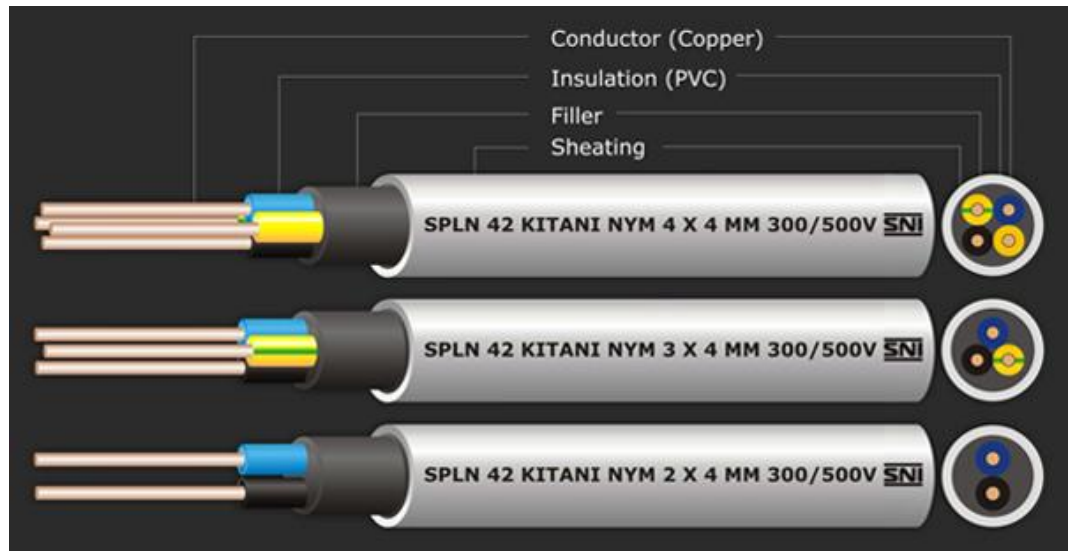 Conductor (Copper)
Insulation (PVC)
Filler
Sheating
SPLN 42 KITANI NYM 4 X 4 MM 300/500V SNI
SPLN 42 KITANI NYM 3 X 4 MM 300/500V SNI
SPLN 42 KITANI NYM 2 X 4 MM 300/500V SNI